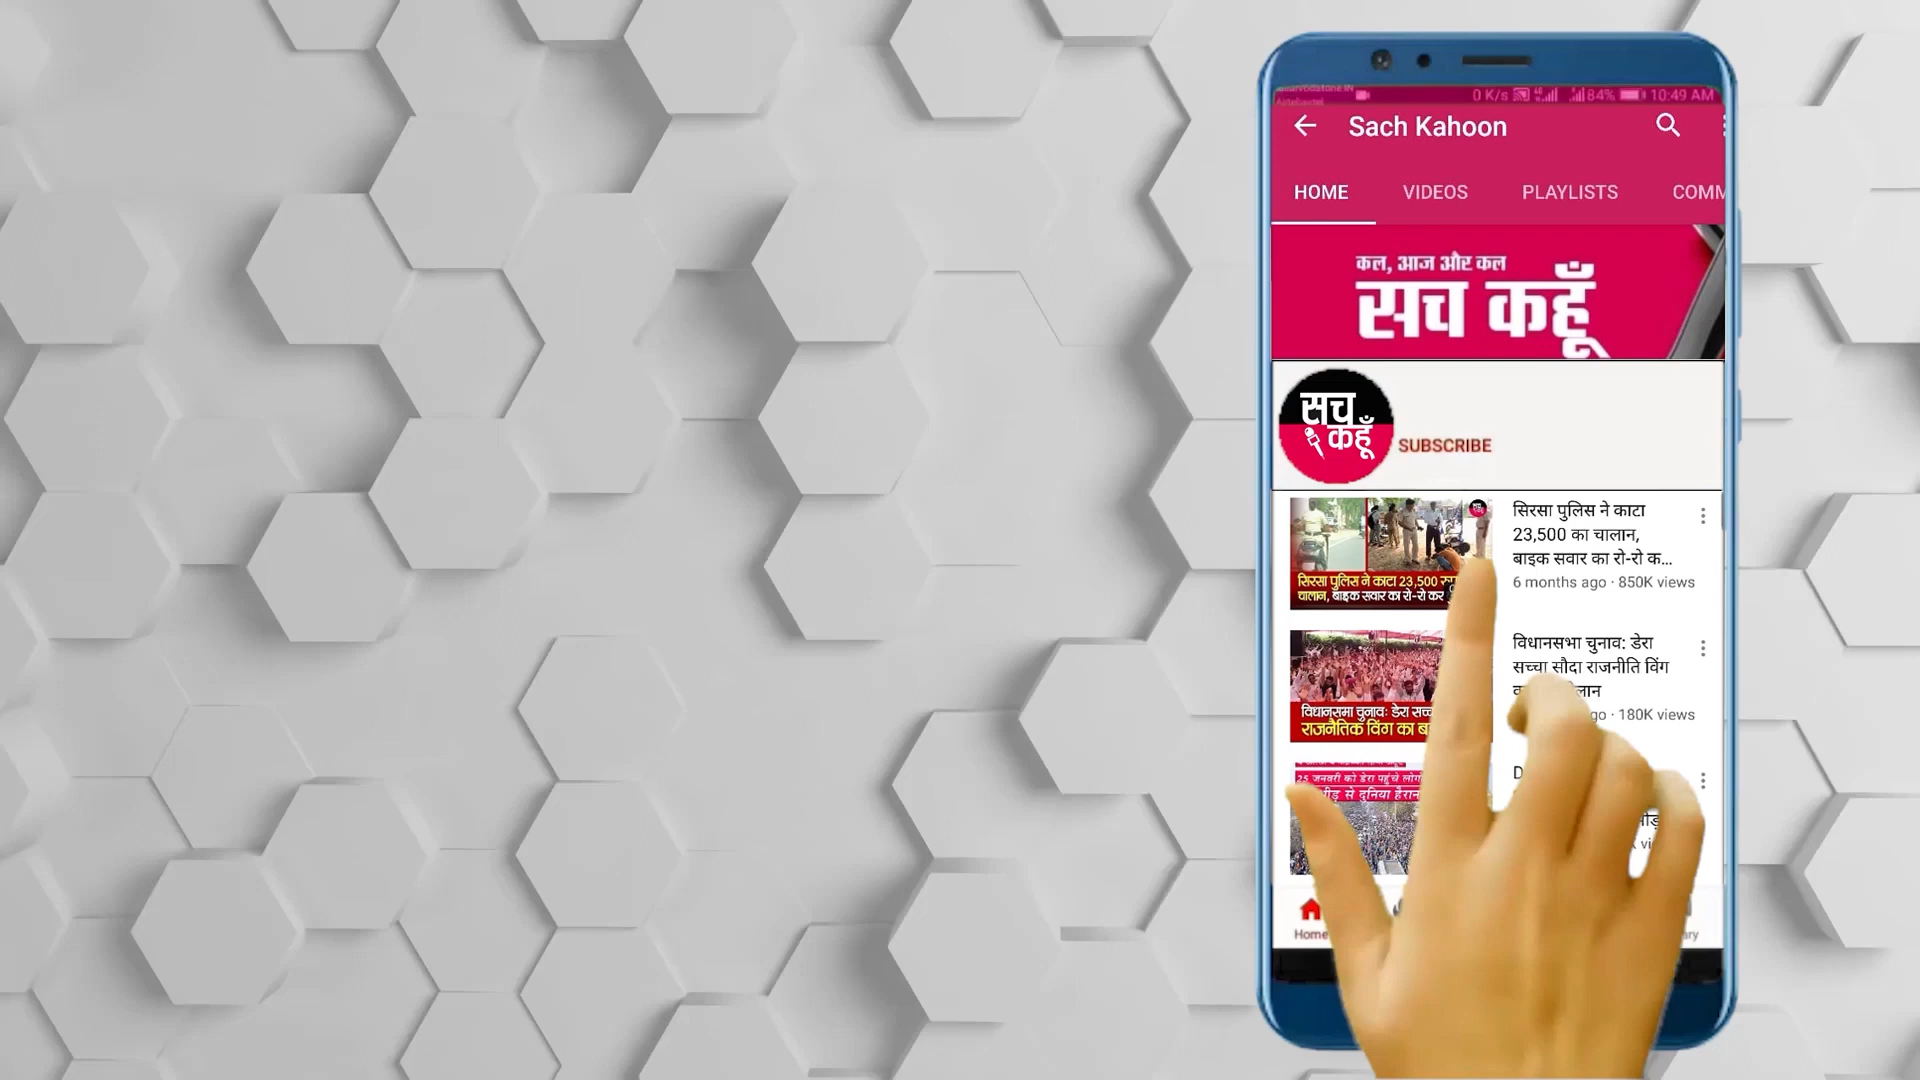 0 K/s 84% 10:49 AM
Sach Kahoon
HOME VIDEOS PLAYLISTS COMM
कल, आज और कल
सच कहूँ
सच
कहूँ
SUBSCRIBE
सिरसा पुलिस ने काटा 23,500
चालान, बाइक सवार का रो-रो कर
सिरसा पुलिस ने काटा
23,500 का चालान,
बाइक सवार का रो-रो क...
6 months ago · 850K views
विधानसभा चुनाव: डेरा
राजनैतिक विंग का
विधानसभा चुनाव: डेरा
सच्चा सौदा राजनीति विंग
go · 180K views
25 जनवरी को डेरा पहुंचे
से दुनिया हैरान
D
Home